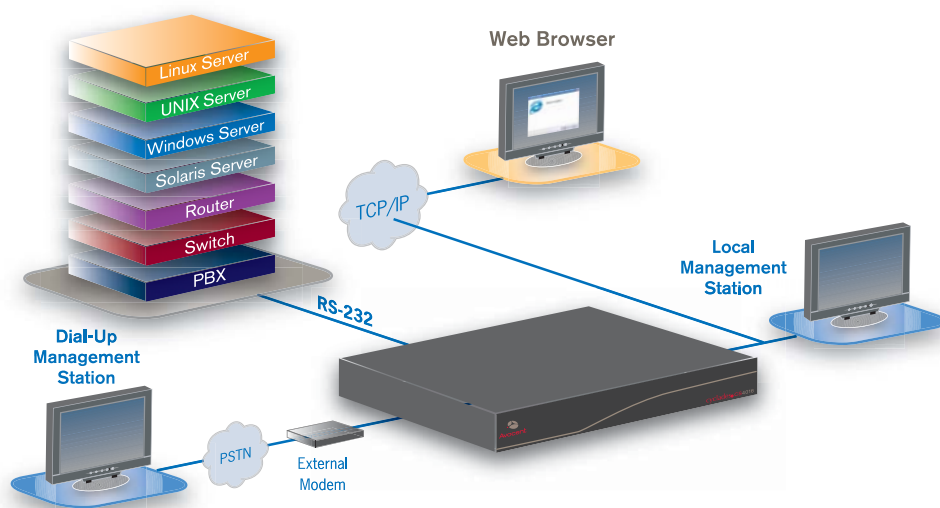 Linux Server
UNIX Server
Windows Server
Solaris Server
Router
Switch
PBX
Web Browser
TCP/IP
Local
Management
Station
RS-232
Dial-Up
Management
Station
PSTN
External
Modem